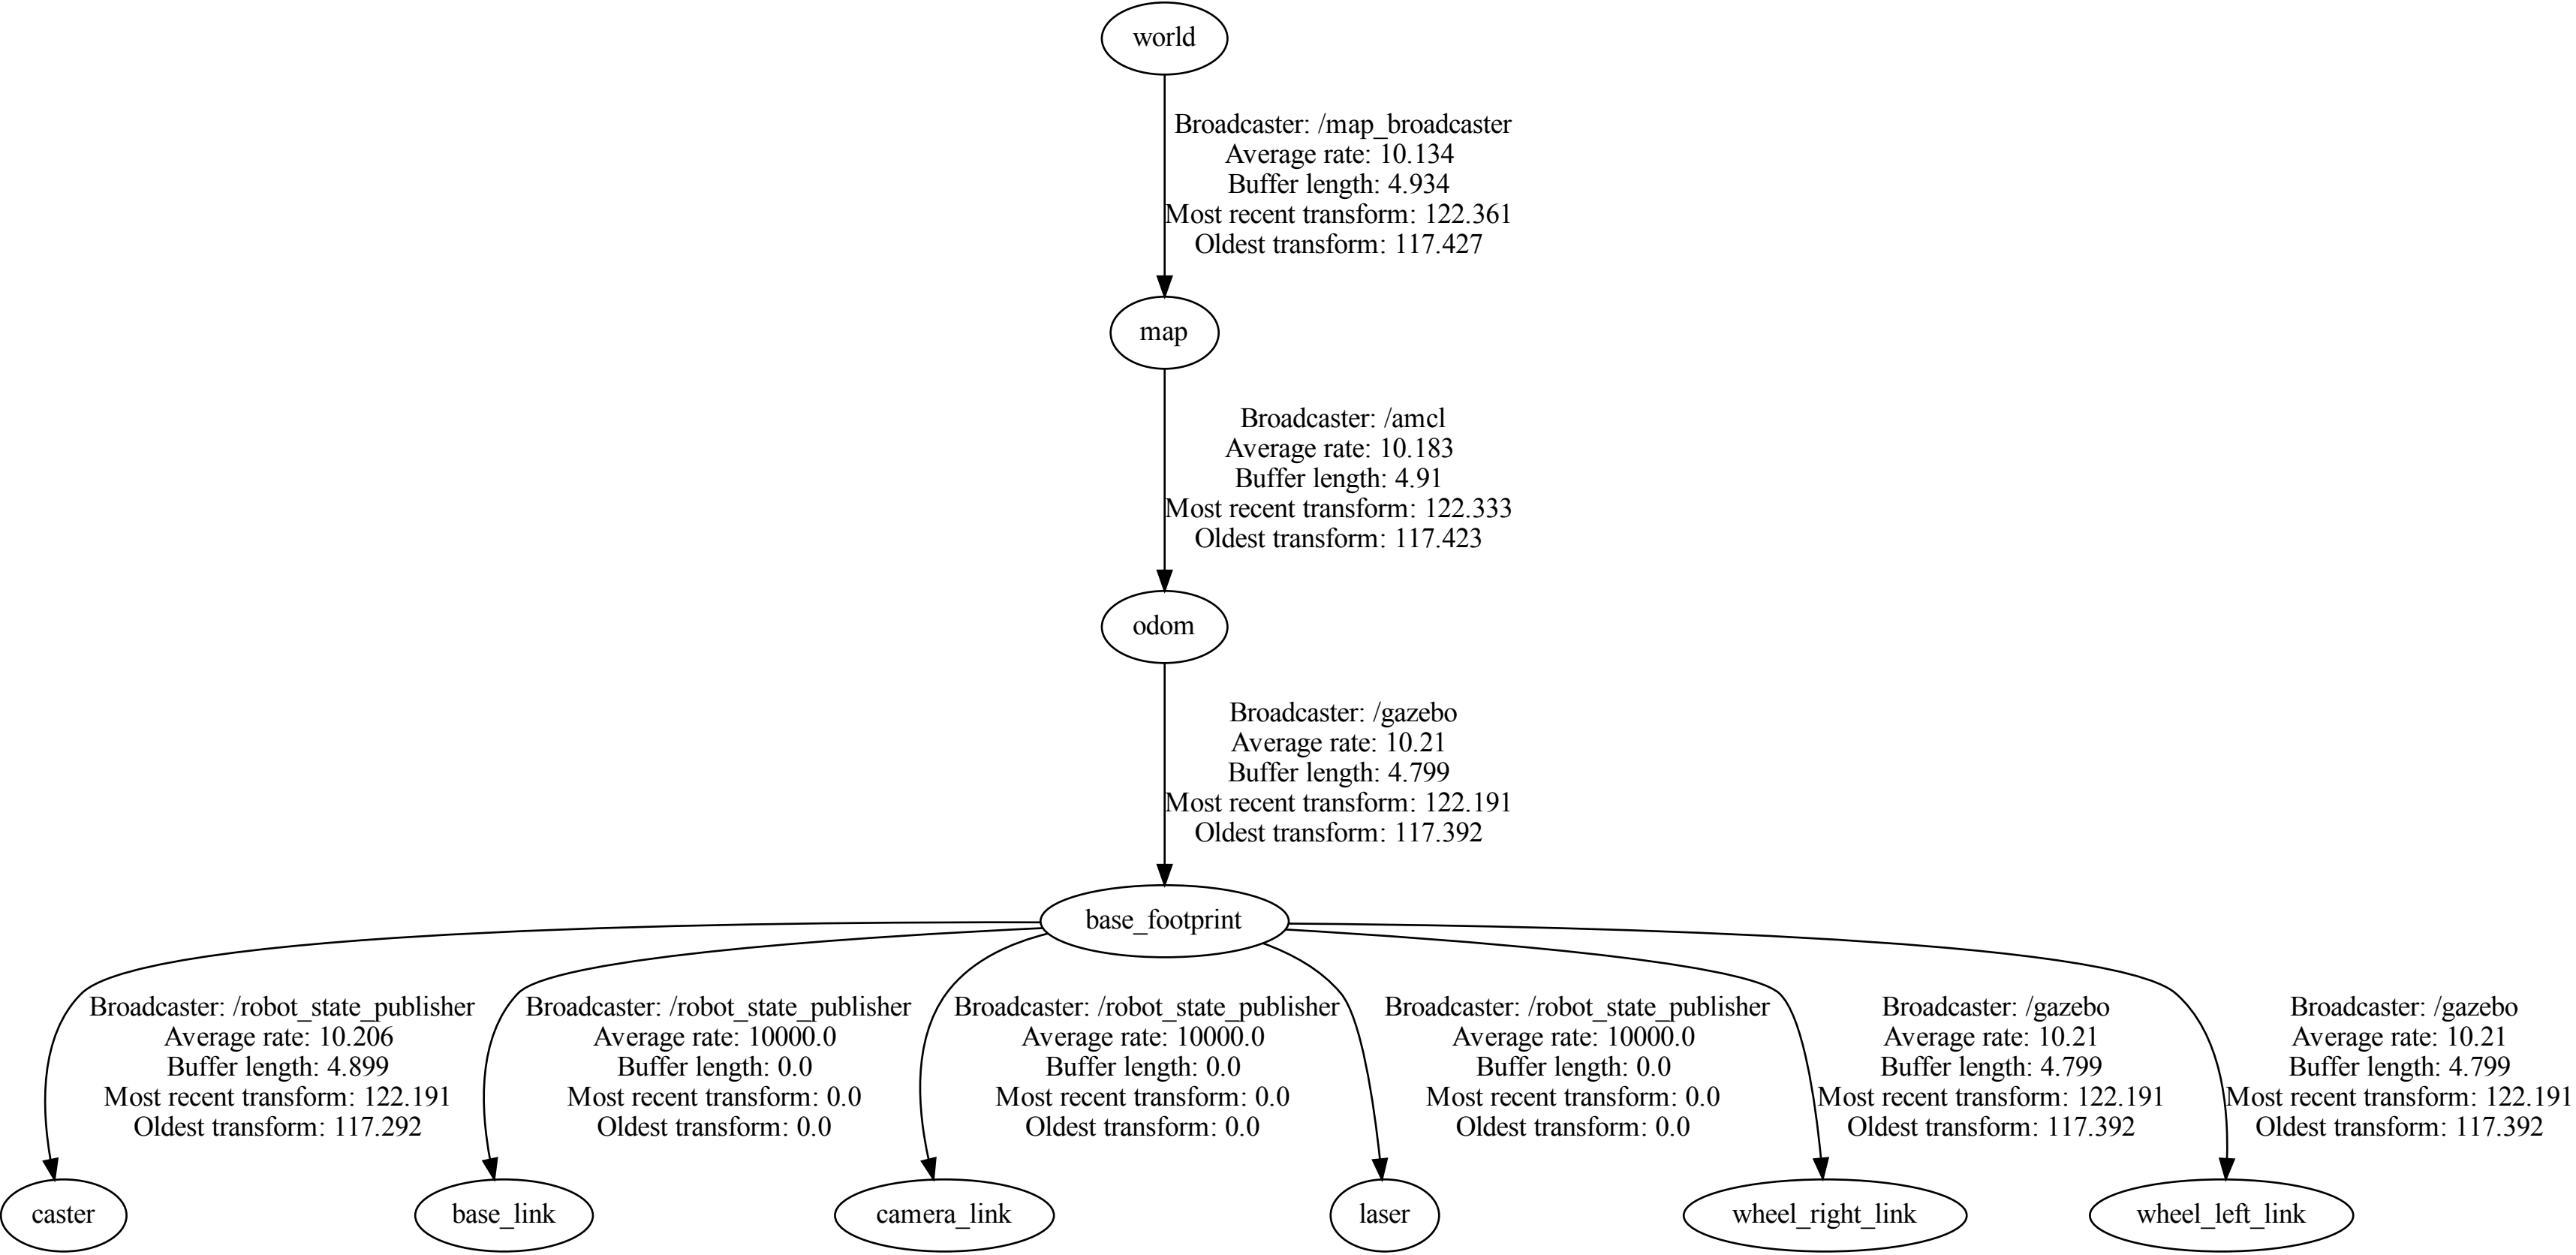 world
Broadcaster: /map_broadcaster
Average rate: 10.134
Buffer length: 4.934
Most recent transform: 122.361
Oldest transform: 117.427
map
Broadcaster: /amcl
Average rate: 10.183
Buffer length: 4.91
Most recent transform: 122.333
Oldest transform: 117.423
odom
Broadcaster: /gazebo
Average rate: 10.21
Buffer length: 4.799
Most recent transform: 122.191
Oldest transform: 117.392
base_footprint
Broadcaster: /robot_state_publisher
Average rate: 10.206
Buffer length: 4.899
Most recent transform: 122.191
Oldest transform: 117.292
Broadcaster: /robot_state_publisher
Average rate: 10000.0
Buffer length: 0.0
Most recent transform: 0.0
Oldest transform: 0.0
Broadcaster: /robot_state_publisher
Average rate: 10000.0
Buffer length: 0.0
Most recent transform: 0.0
Oldest transform: 0.0
Broadcaster: /robot_state_publisher
Average rate: 10000.0
Buffer length: 0.0
Most recent transform: 0.0
Oldest transform: 0.0
Broadcaster: /gazebo
Average rate: 10.21
Buffer length: 4.799
Most recent transform: 122.191
Oldest transform: 117.392
Broadcaster: /gazebo
Average rate: 10.21
Buffer length: 4.799
Most recent transform: 122.191
Oldest transform: 117.392
caster
base_link
camera_link
laser
wheel_right_link
wheel_left_link